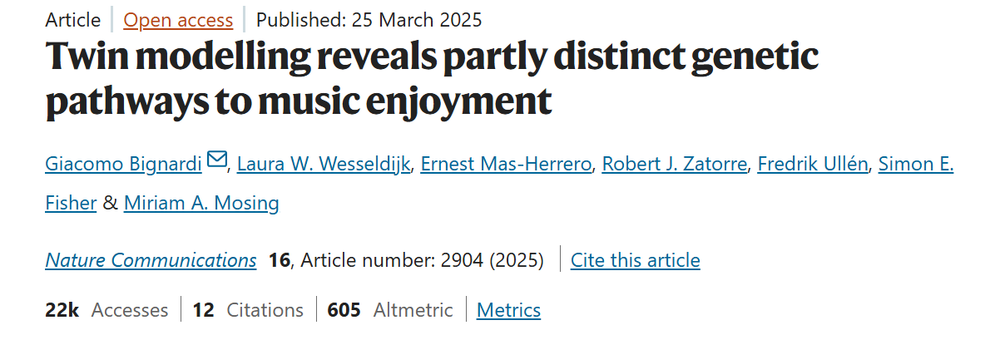 Article Open access Published: 25 March 2025
Twin modelling reveals partly distinct genetic
pathways to music enjoyment
Giacomo Bignardi, Laura W. Wesseldijk, Ernest Mas-Herrero, Robert J. Zatorre, Fredrik Ullén, Simon E.
Fisher & Miriam A. Mosing
Nature Communications 16, Article number: 2904 (2025) Cite this article
22k Accesses 12 Citations 605 Altmetric Metrics